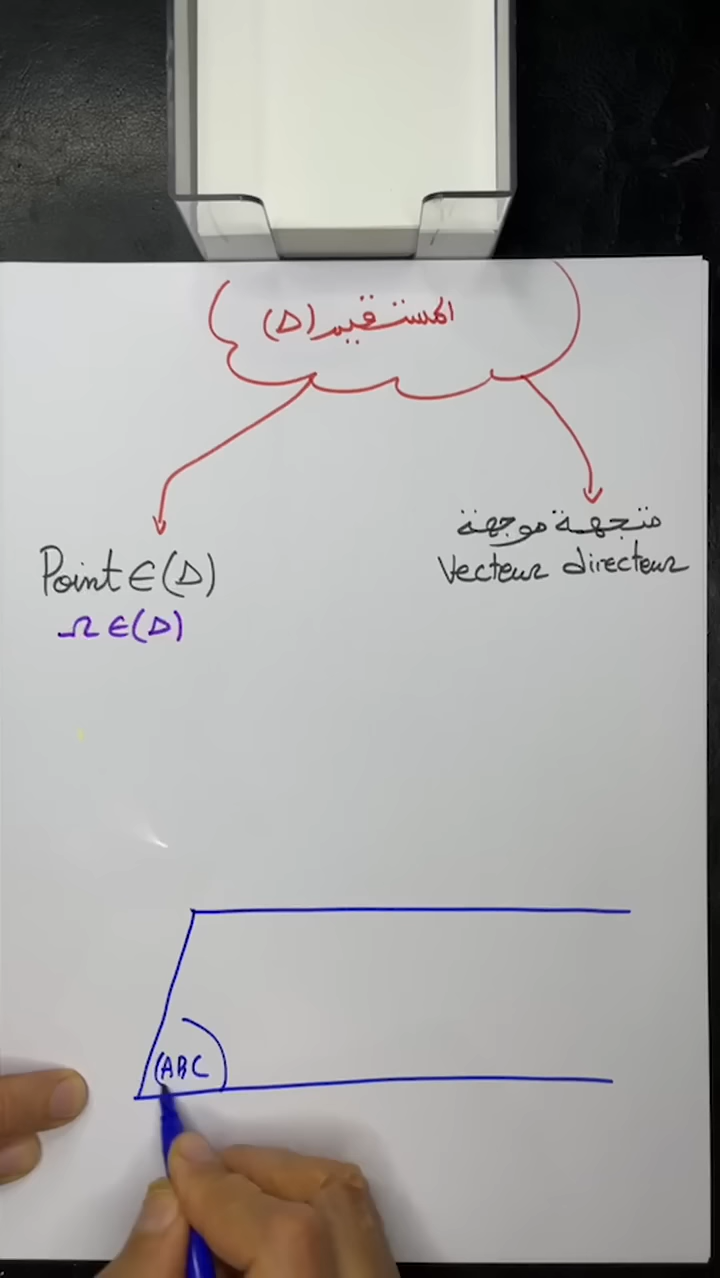 المستقيم (Δ)
Point ∈ (Δ)
Ω ∈ (Δ)
متجهة موجهة
Vecteur directeur
(ABC